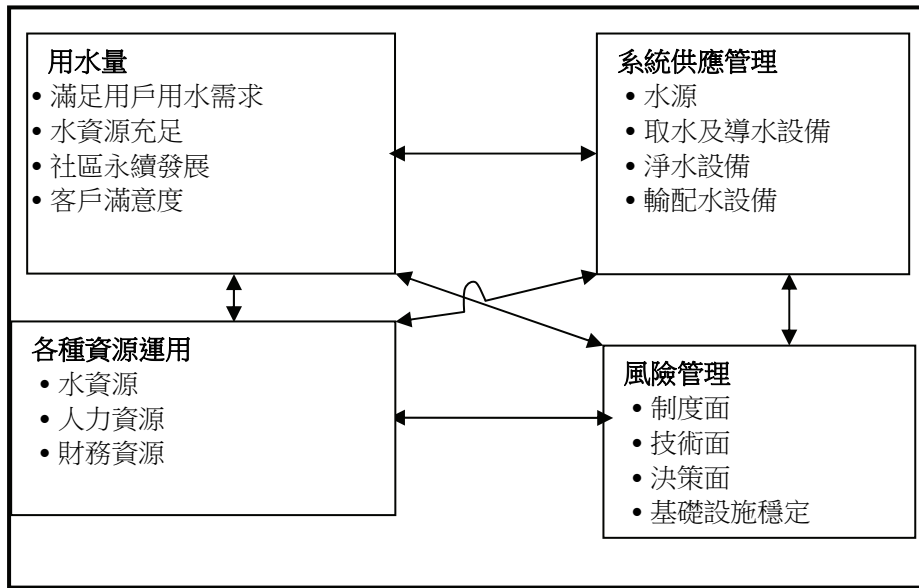 用水量
• 滿足用戶用水需求
• 水資源充足
• 社區永續發展
• 客戶滿意度
系統供應管理
• 水源
• 取水及導水設備
• 淨水設備
• 輸配水設備
各種資源運用
• 水資源
• 人力資源
• 財務資源
風險管理
• 制度面
• 技術面
• 決策面
• 基礎設施穩定